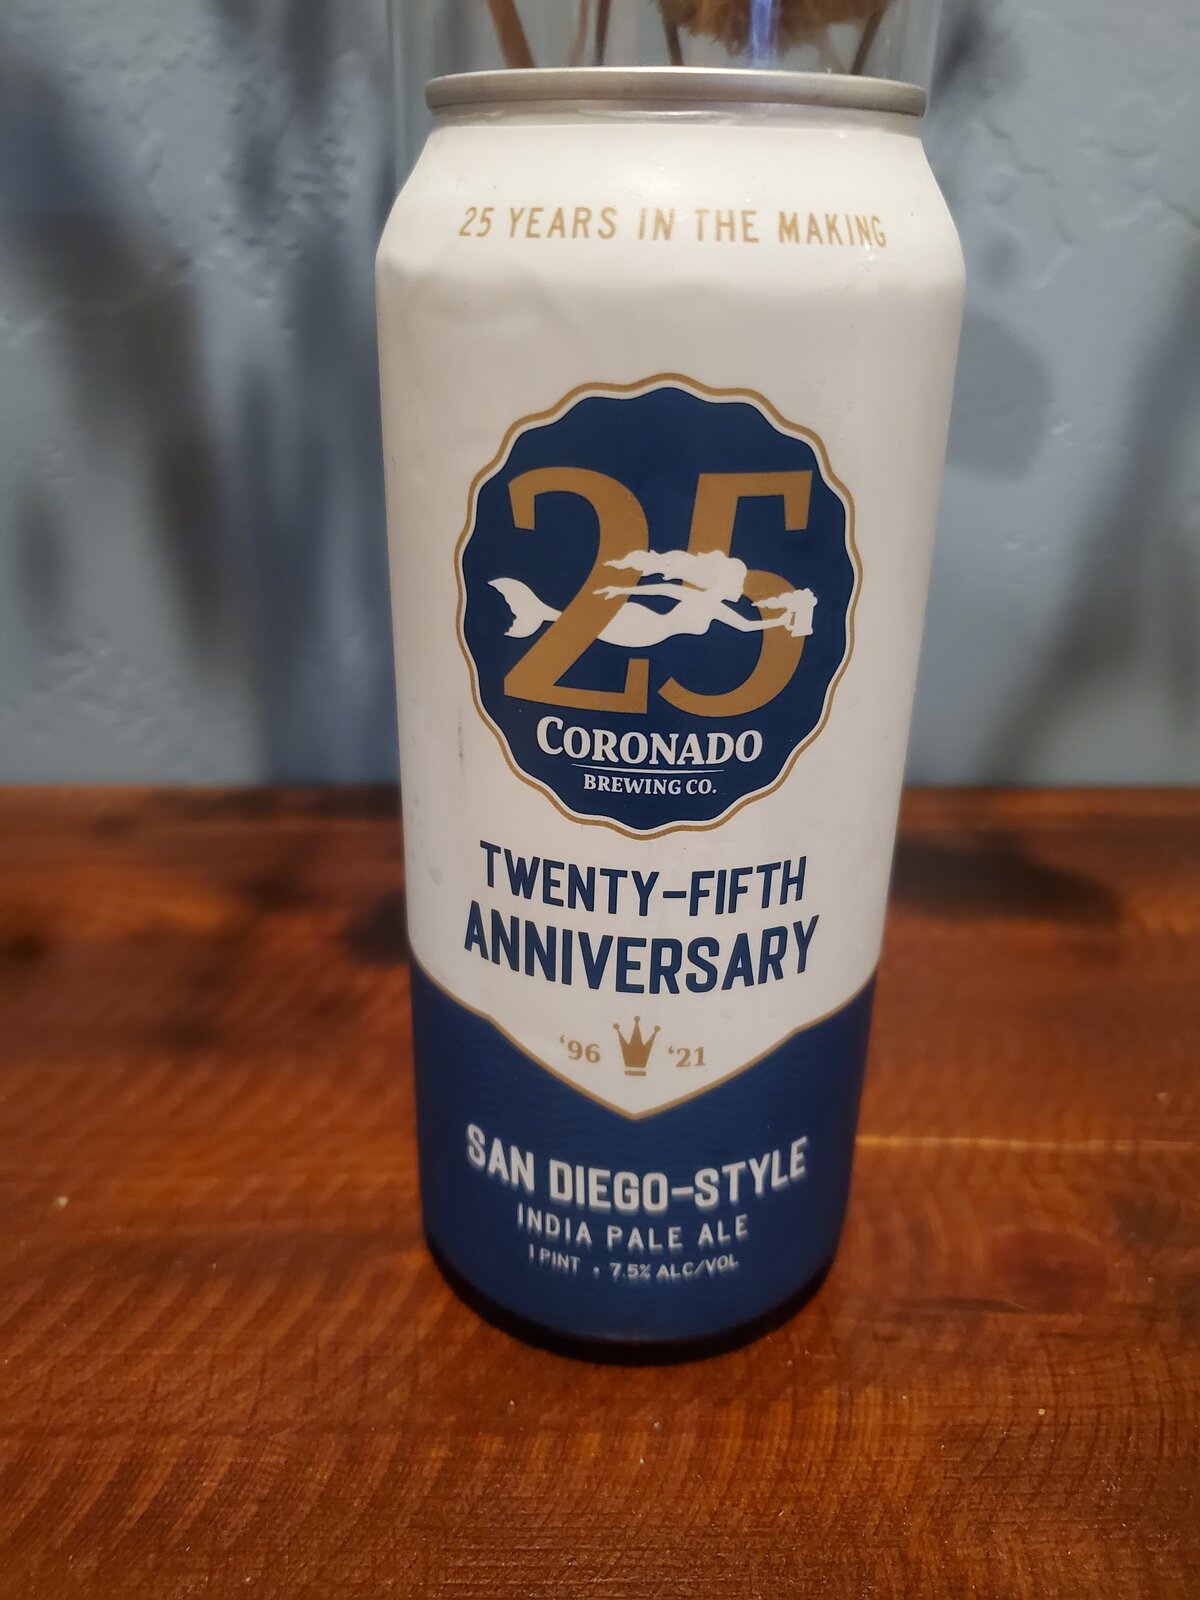 25 YEARS IN THE MAKING
25
CORONADO
BREWING CO.
TWENTY-FIFTH
ANNIVERSARY
‘96 ‘21
SAN DIEGO-STYLE
INDIA PALE ALE
1 PINT . 7.5% ALC/VOL